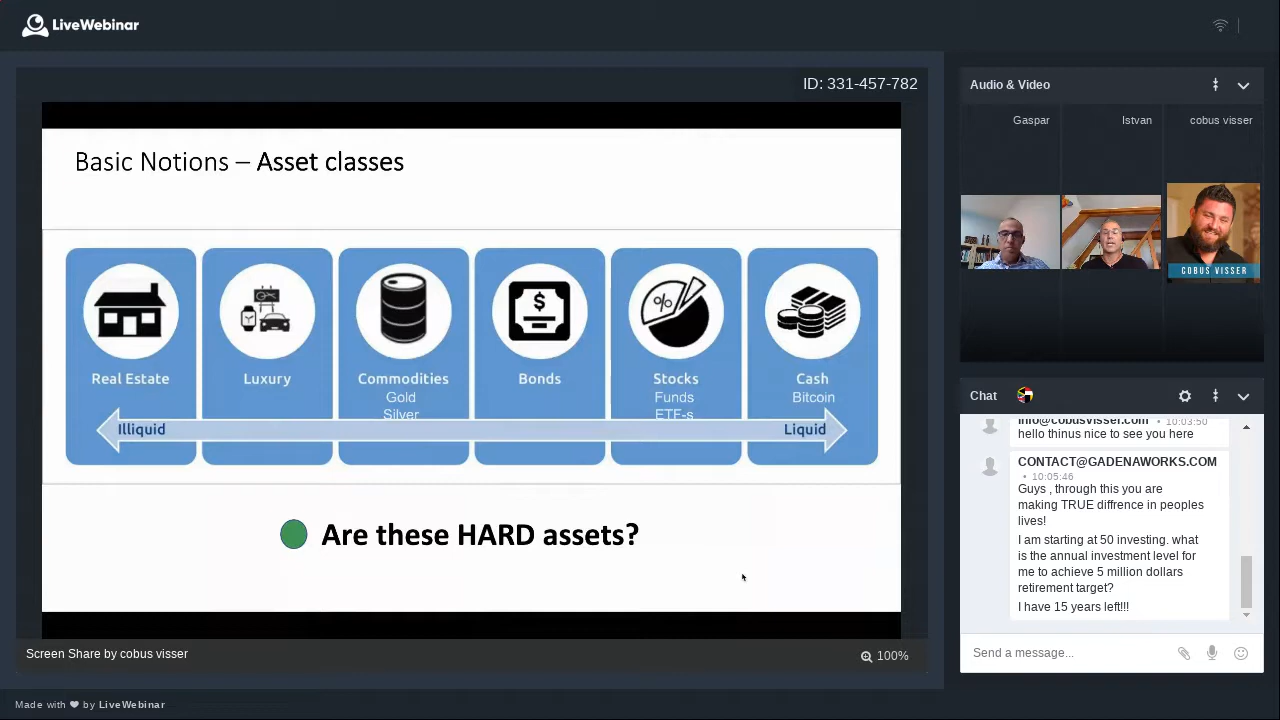 LiveWebinar
ID: 331-457-782
Basic Notions – Asset classes
Real Estate
Luxury
Commodities
Gold
Silver
Bonds
$
%
Stocks
Funds
ETF-s
Cash
Bitcoin
Illiquid
Liquid
Are these HARD assets?
Screen Share by cobus visser
100%
Audio & Video
Gaspar
Istvan
cobus visser
COBUS VISSER
Chat
info@cobusvisser.com • 10:03:50
hello thinus nice to see you here
CONTACT@GADENAWORKS.COM
• 10:05:46
Guys , through this you are
making TRUE diffrence in peoples
lives!
I am starting at 50 investing. what
is the annual investment level for
me to achieve 5 million dollars
retirement target?
I have 15 years left!!!
Send a message...
Made with ❤ by LiveWebinar